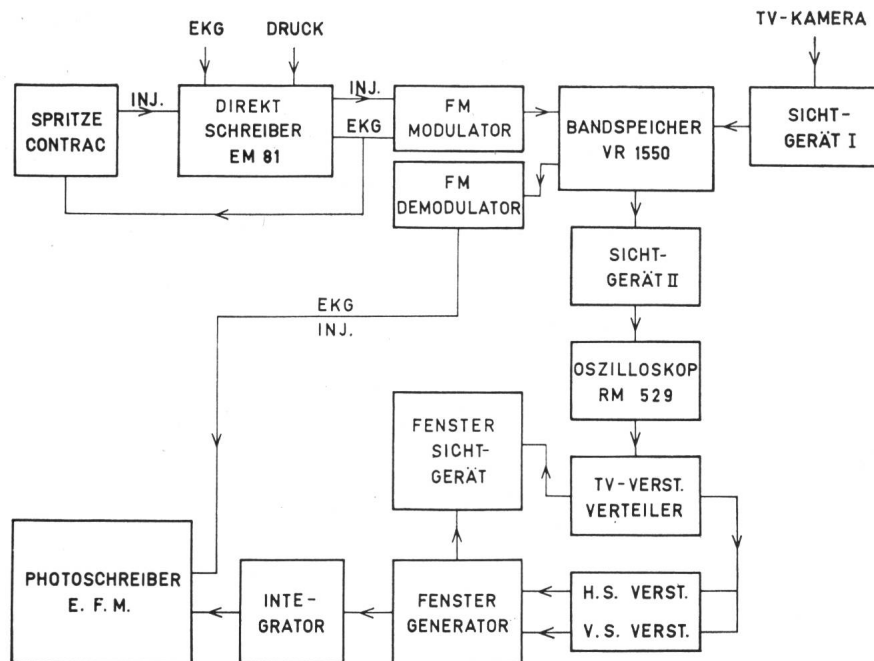 EKG DRUCK
TV-KAMERA
INJ.
INJ.
SPRITZE
CONTRAC
DIREKT
SCHREIBER
EM 81
EKG
FM
MODULATOR
BANDSPEICHER
VR 1550
SICHT-
GERÄT I
FM
DEMODULATOR
SICHT-
GERÄT II
EKG
INJ.
OSZILLOSKOP
RM 529
FENSTER
SICHT-
GERÄT
TV-VERST.
VERTEILER
PHOTOSCHREIBER
E. F. M.
INTE-
GRATOR
FENSTER
GENERATOR
H.S. VERST.
V.S. VERST.